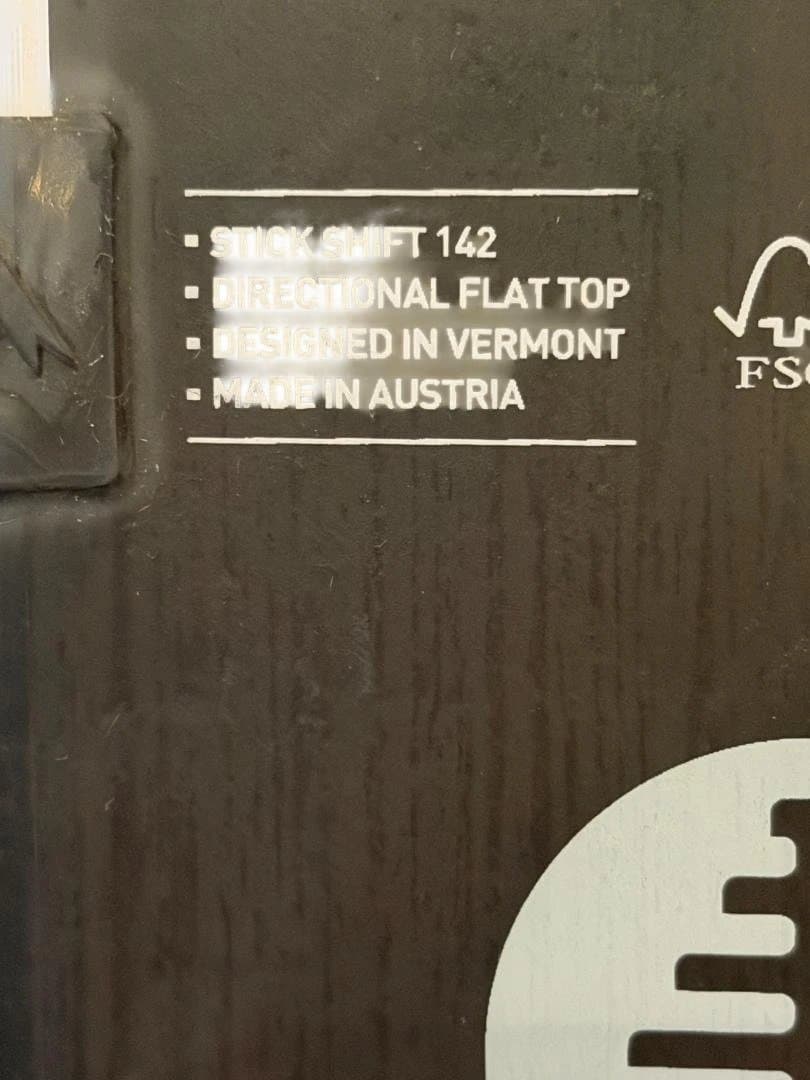 ▪ STICK SHIFT 142
▪ DIRECTIONAL FLAT TOP
▪ DESIGNED IN VERMONT
▪ MADE IN AUSTRIA